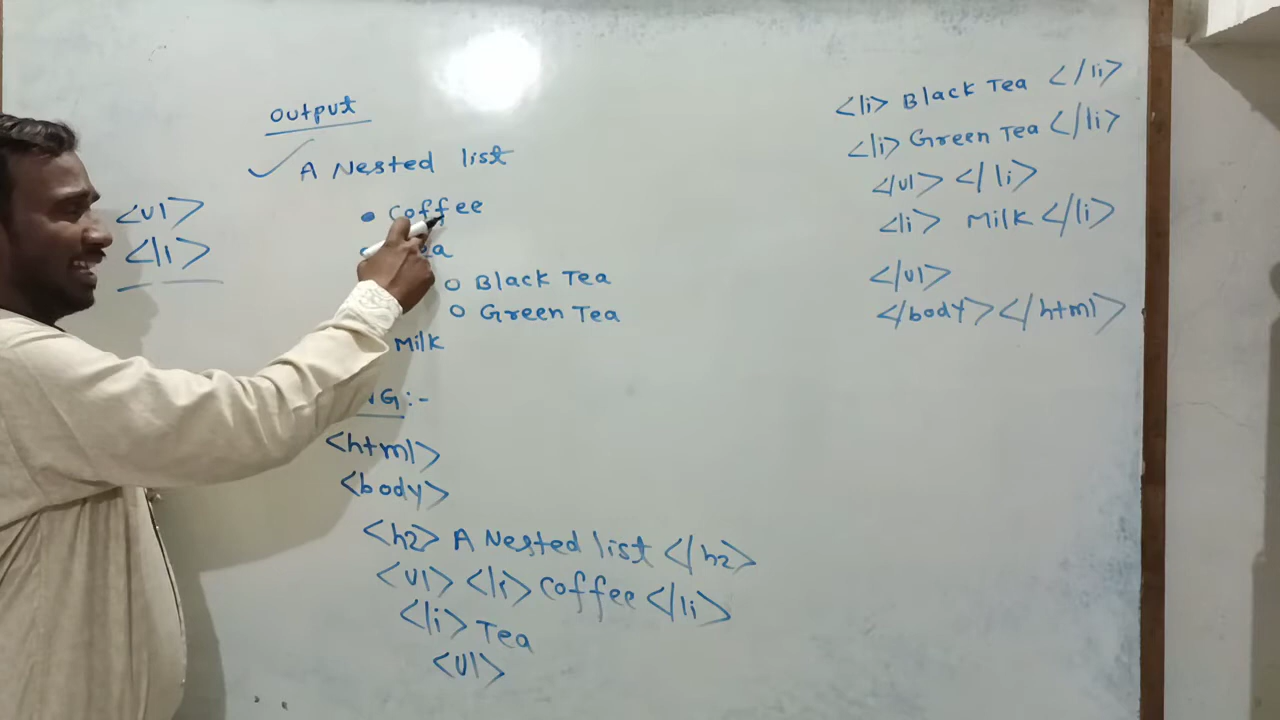 Output
A Nested list
<ul>
<li>
• Coffee
o Black Tea
o Green Tea
Milk
<html>
<body>
<h2> A Nested list </h2>
<ul> <li> Coffee </li>
<li> Tea
<ul>
<li> Black Tea </li>
<li> Green Tea </li>
</ul> </li>
<li> Milk </li>
</ul>
</body> </html>